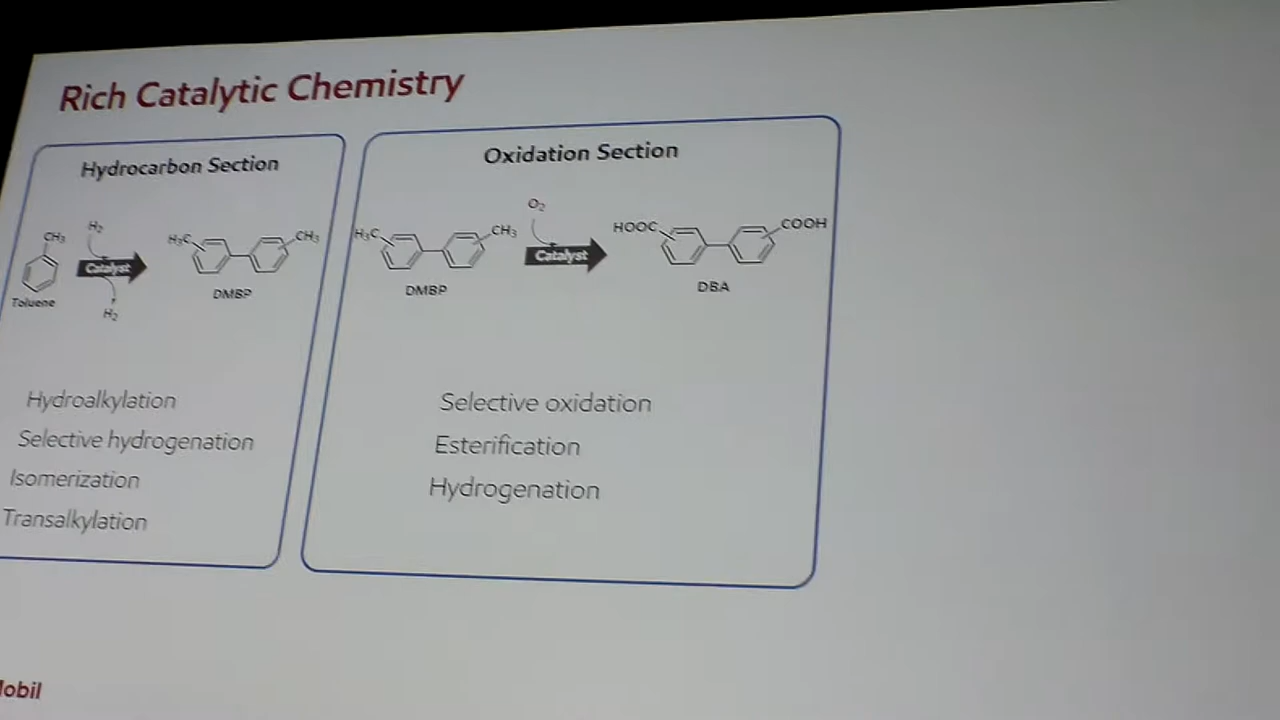 Rich Catalytic Chemistry
Hydrocarbon Section
CH₃
H₂
Catalyst
H₂
Toluene
H₃C
CH₃
DMBP
Hydroalkylation
Selective hydrogenation
Isomerization
Transalkylation
Oxidation Section
H₃C
CH₃
DMBP
O₂
Catalyst
HOOC
COOH
DBA
Selective oxidation
Esterification
Hydrogenation
Mobil